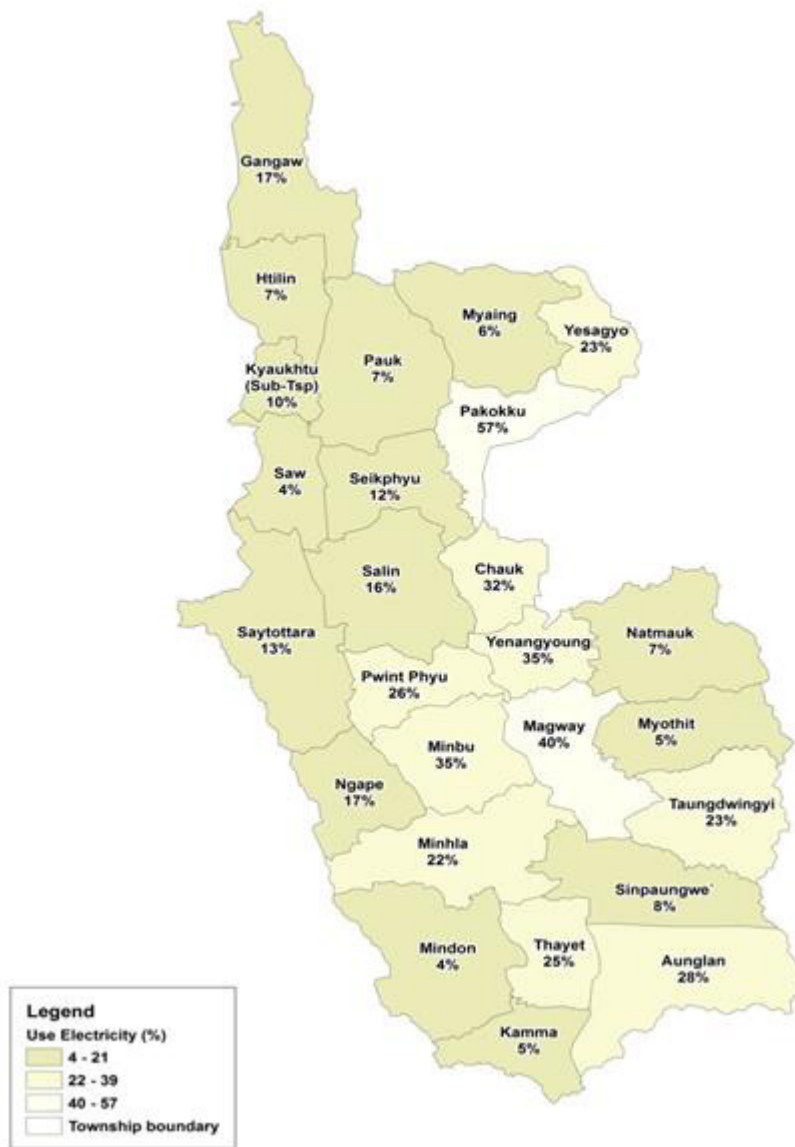 Gangaw
17%
Htilin
7%
Myaing
6%
Yesagyo
23%
Kyaukhtu
(Sub-Tsp)
10%
Pauk
7%
Pakokku
57%
Saw
4%
Seikphyu
12%
Salin
16%
Chauk
32%
Saytottara
13%
Yenangyoung
35%
Natmauk
7%
Pwint Phyu
26%
Magway
40%
Myothit
5%
Minbu
35%
Ngape
17%
Taungdwingyi
23%
Minhla
22%
Sinpaungwe`
8%
Mindon
4%
Thayet
25%
Aunglan
28%
Kamma
5%
Legend
Use Electricity (%)
4 - 21
22 - 39
40 - 57
Township boundary